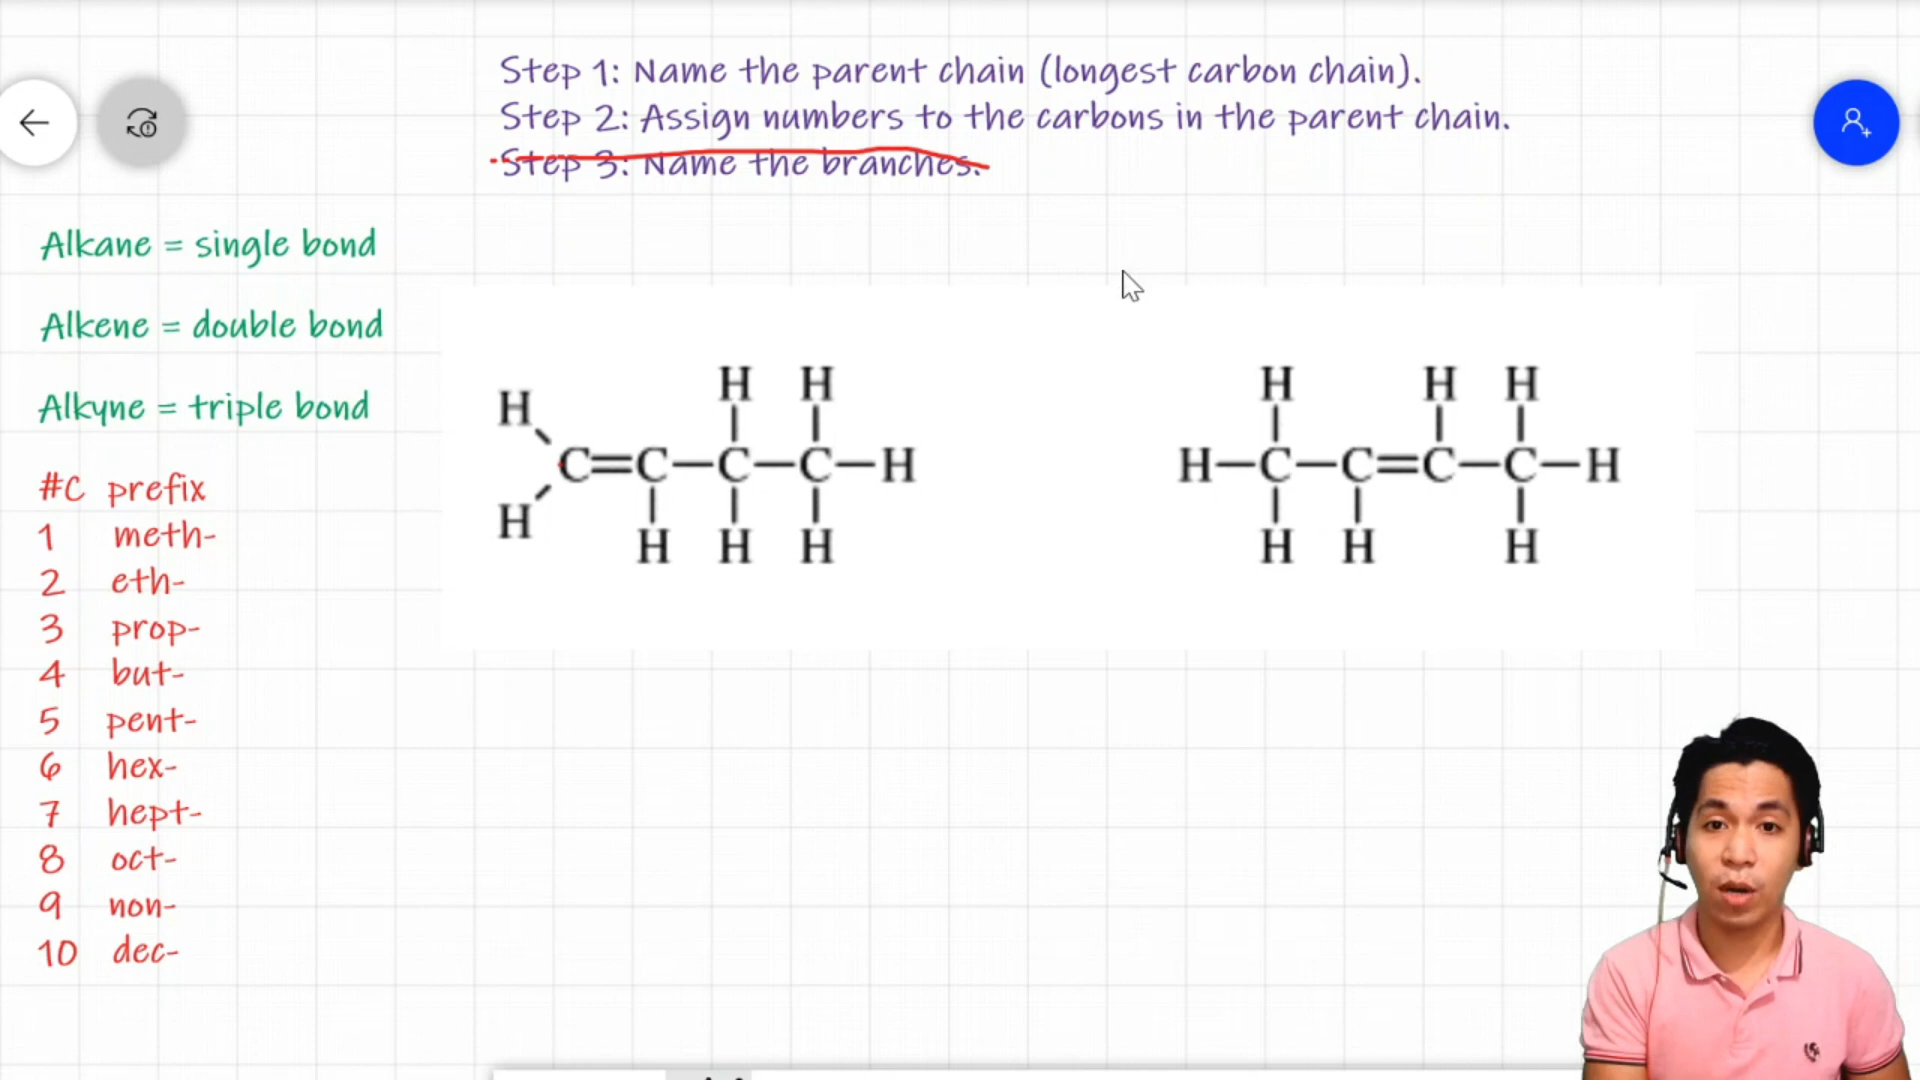 Step 1: Name the parent chain (longest carbon chain).
Step 2: Assign numbers to the carbons in the parent chain.
Step 3: Name the branches.
Alkane = single bond
Alkene = double bond
Alkyne = triple bond
#C prefix
1 meth-
2 eth-
3 prop-
4 but-
5 pent-
6 hex-
7 hept-
8 oct-
9 non-
10 dec-
H H
H
C=C—C—C—H
H
H H H
H H H
H—C—C=C—C—H
H H H